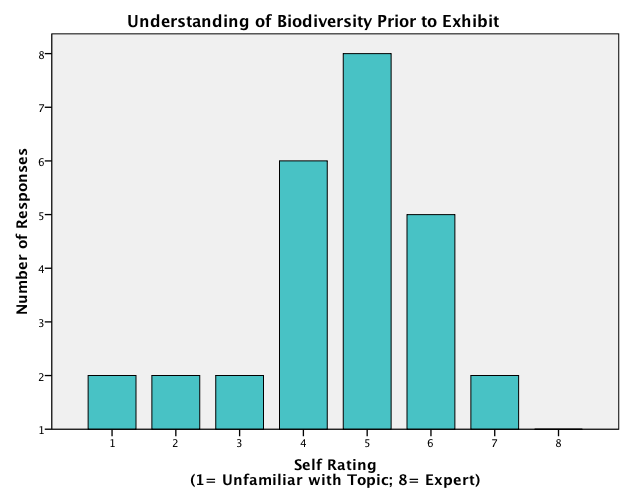 Understanding of Biodiversity Prior to Exhibit
Number of Responses
8
7
6
5
4
3
2
1
1 2 3 4 5 6 7 8
Self Rating
(1= Unfamiliar with Topic; 8= Expert)